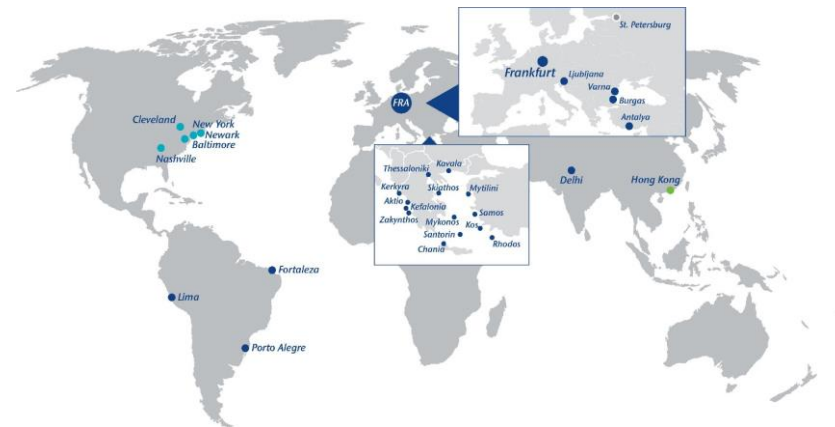 St. Petersburg
Frankfurt
Ljubljana
Varna
Burgas
Antalya
FRA
Cleveland
New York
Newark
Baltimore
Nashville
Thessaloniki
Kavala
Kerkyra
Skiathos
Mytilini
Aktio
Kefalonia
Zakynthos
Mykonos
Samos
Kos
Santorin
Rhodos
Chania
Delhi
Hong Kong
Fortaleza
Lima
Porto Alegre